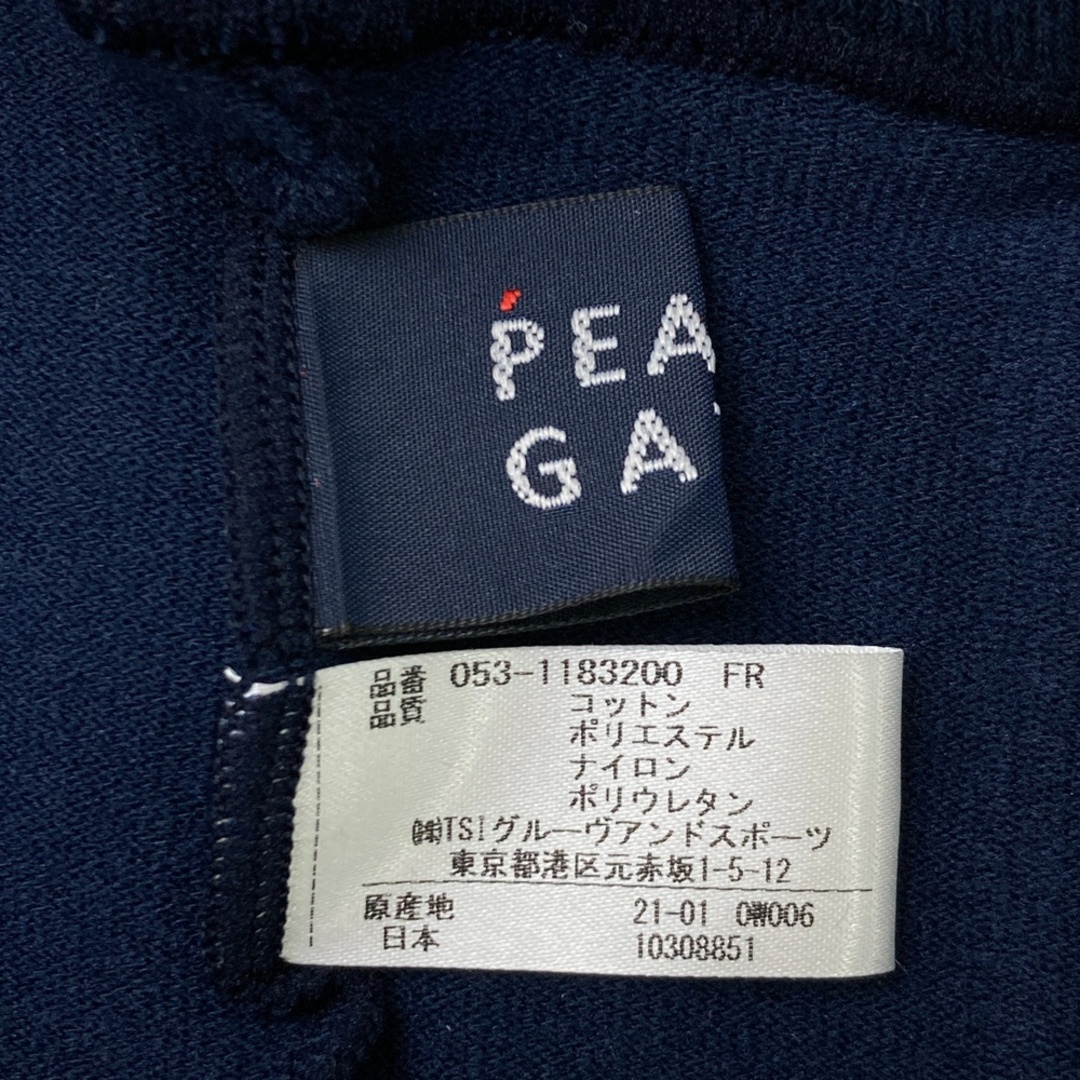 PEA
GA
品番 053-1183200 FR
品質 コットン
ポリエステル
ナイロン
ポリウレタン
㈱TSIグルーヴアンドスポーツ
東京都港区元赤坂1-5-12
原産地 21-01
日本 10308851